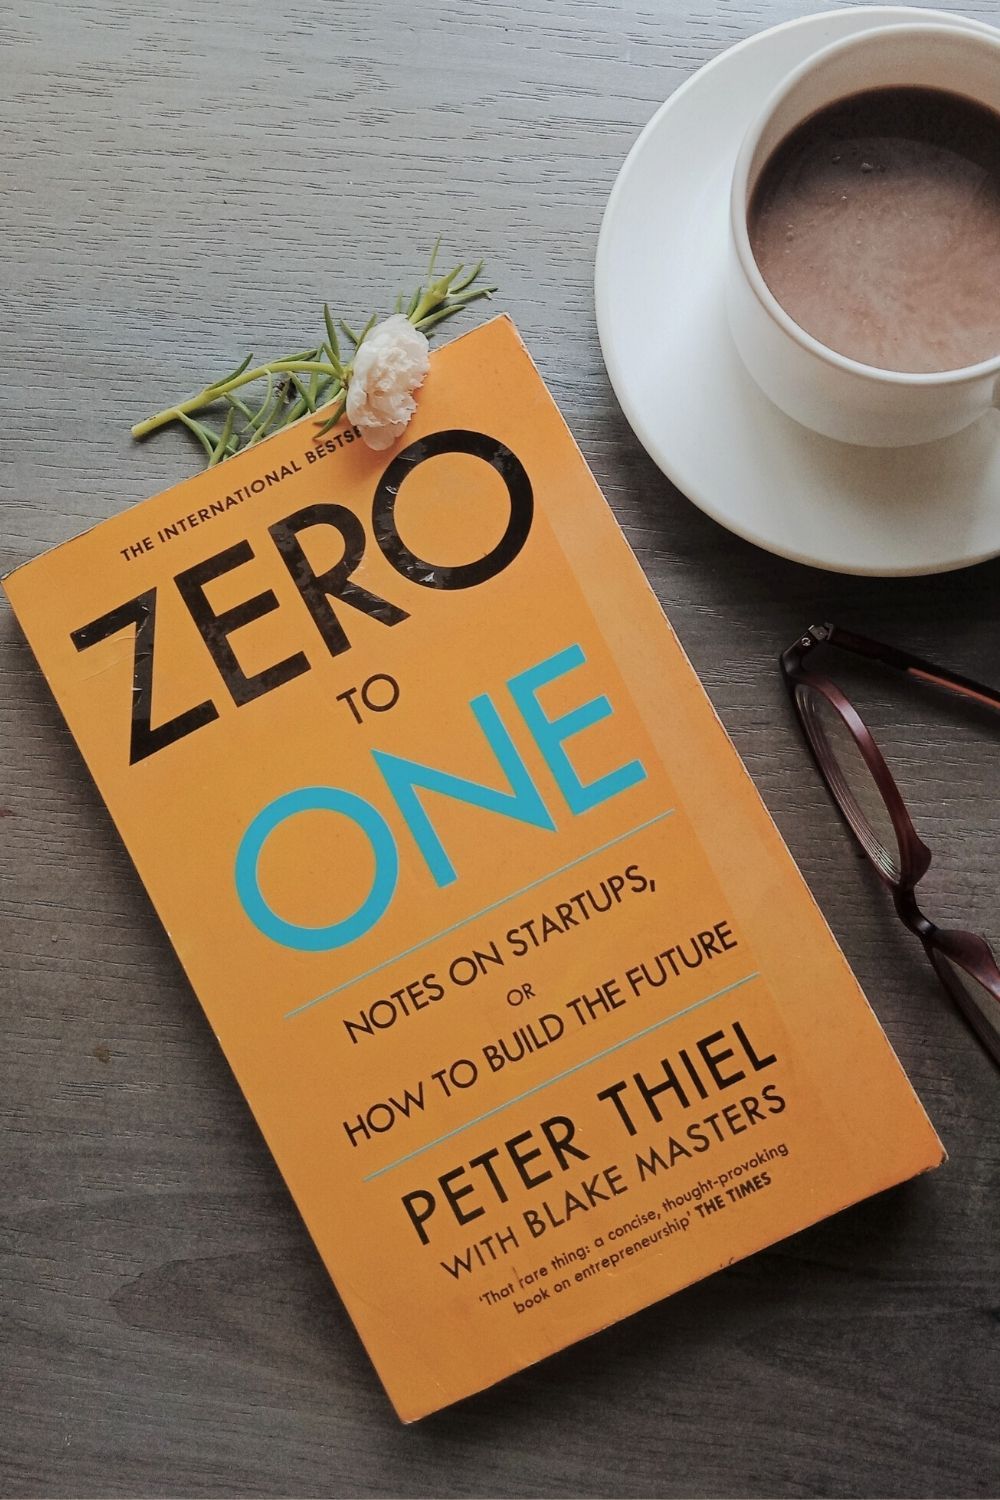 THE INTERNATIONAL
ZERO
TO
ONE
NOTES ON STARTUPS,
OR
HOW TO BUILD THE FUTURE
PETER THIEL
WITH BLAKE MASTERS
‘That rare thing: a concise, thought-provoking
book on entrepreneurship’ THE TIMES